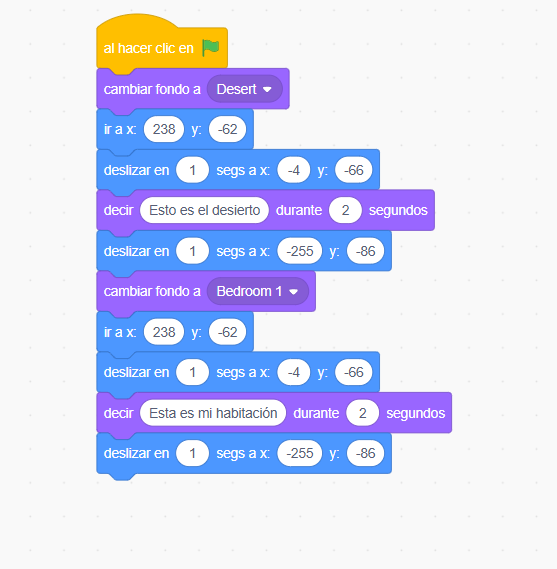 al hacer clic en
cambiar fondo a Desert
ir a x: 238 y: -62
deslizar en 1 segs a x: -4 y: -66
decir Esto es el desierto durante 2 segundos
deslizar en 1 segs a x: -255 y: -86
cambiar fondo a Bedroom 1
ir a x: 238 y: -62
deslizar en 1 segs a x: -4 y: -66
decir Esta es mi habitación durante 2 segundos
deslizar en 1 segs a x: -255 y: -86